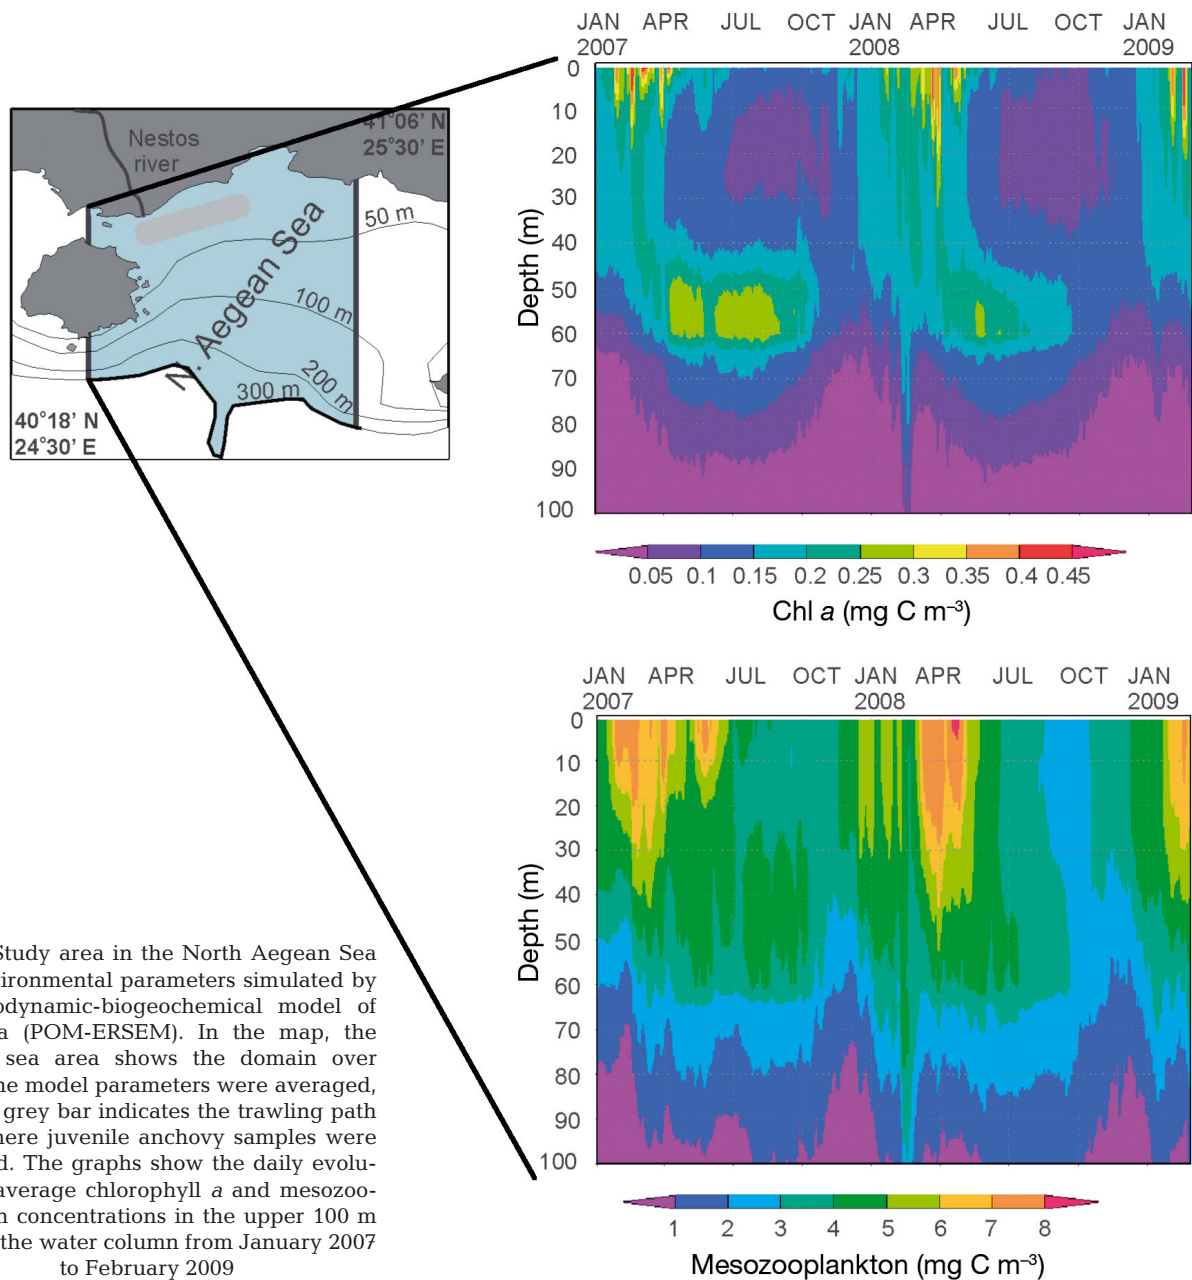 JAN APR JUL OCT JAN APR JUL OCT JAN
2007 2008 2009
0
10
20
30
40
50
60
70
80
90
100
Depth (m)
0.05 0.1 0.15 0.2 0.25 0.3 0.35 0.4 0.45
Chl a (mg C m⁻³)
Nestos
river
41°06' N
25°30' E
50 m
100 m
200 m
300 m
N. Aegean Sea
40°18' N
24°30' E
JAN APR JUL OCT JAN APR JUL OCT JAN
2007 2008 2009
0
10
20
30
40
50
60
70
80
90
100
Depth (m)
1 2 3 4 5 6 7 8
Mesozooplankton (mg C m⁻³)
Study area in the North Aegean Sea
vironmental parameters simulated by
odynamic-biogeochemical model of
a (POM-ERSEM). In the map, the
sea area shows the domain over
he model parameters were averaged,
grey bar indicates the trawling path
here juvenile anchovy samples were
d. The graphs show the daily evolu-
average chlorophyll a and mesozoo-
n concentrations in the upper 100 m
the water column from January 2007
to February 2009